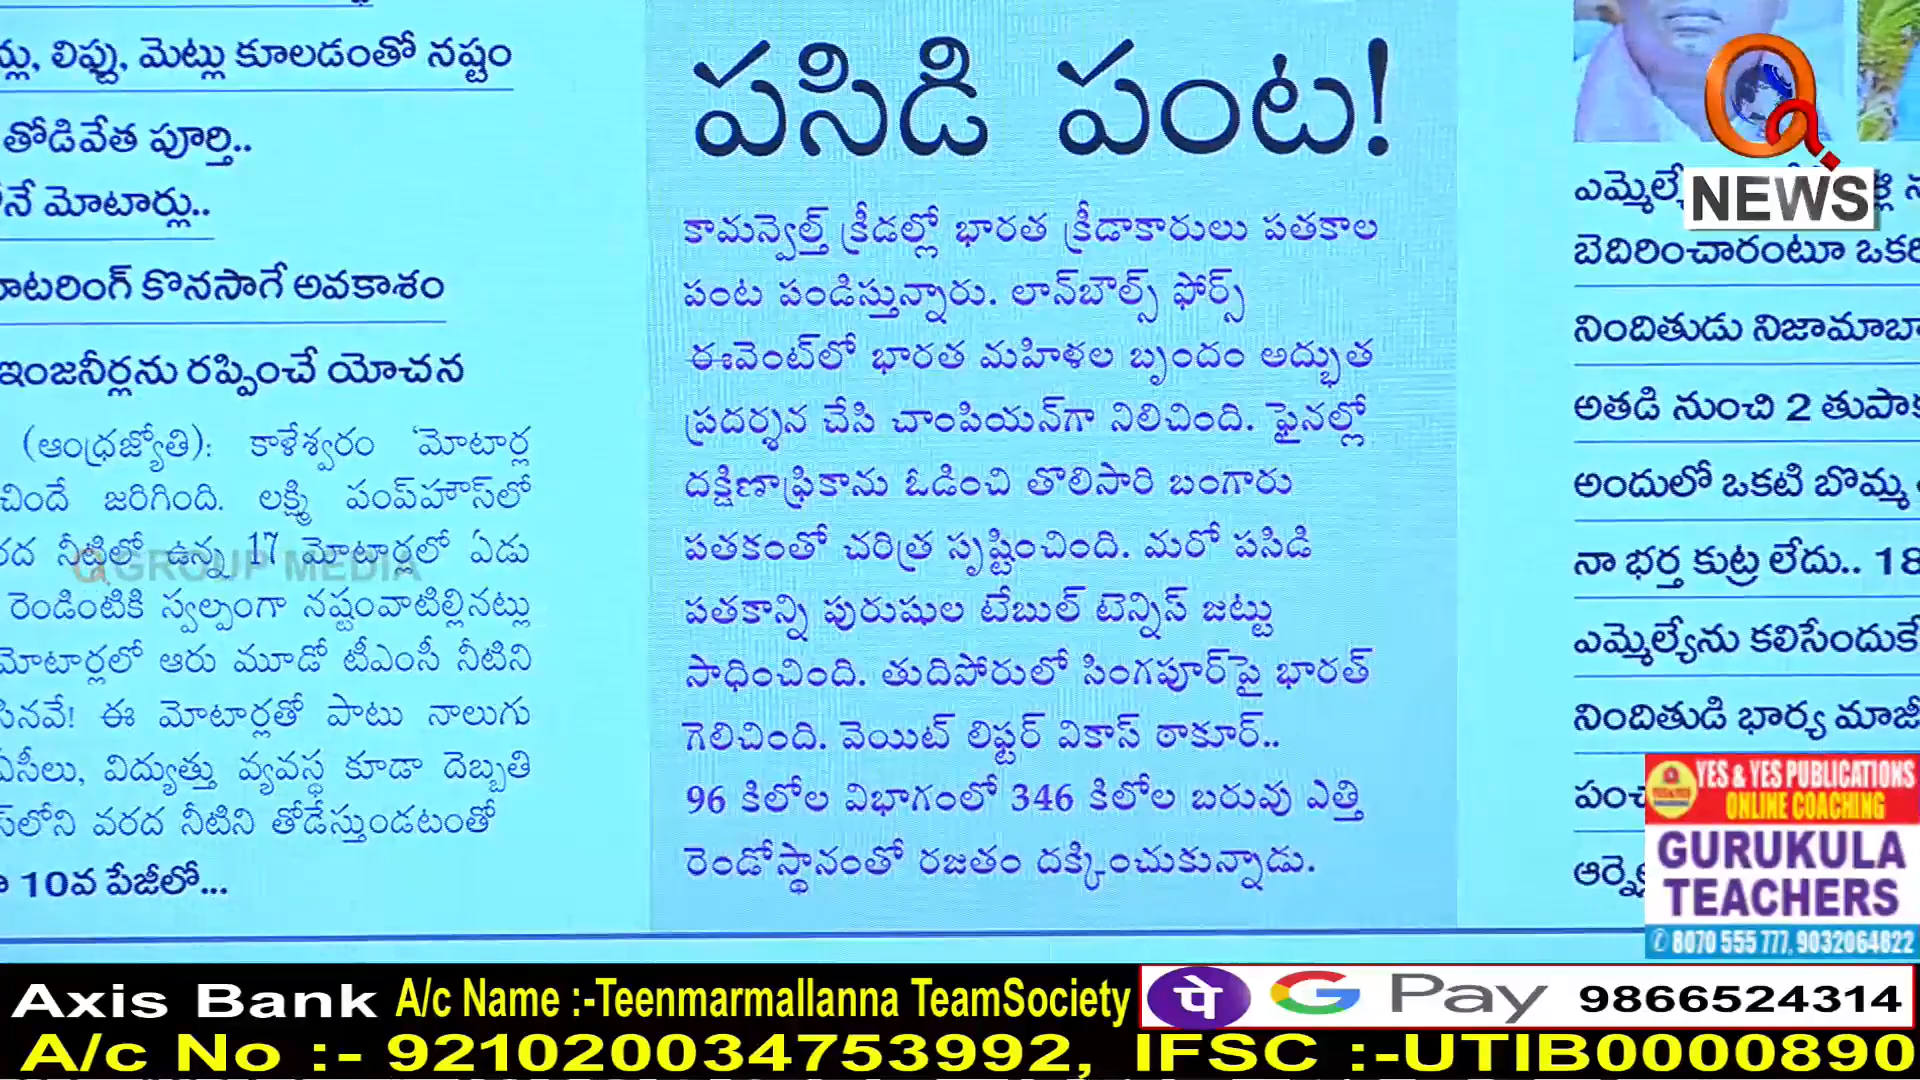 లిఫ్టు, మెట్లు కూలడంతో నష్టం
తోడివేత పూర్తి..
నే మోటార్లు..
వాటరింగ్ కొనసాగే అవకాశం
ఇంజనీర్లను రప్పించే యోచన
(ఆంధ్రజ్యోతి): కాళేశ్వరం 'మోటార్ల
చిందే జరిగింది. లక్ష్మి పంప్‌హౌస్‌లో
రద నీటిలో ఉన్న 17 మోటార్లలో ఏడు
రెండింటికి స్వల్పంగా నష్టంవాటిల్లినట్లు
మోటార్లలో ఆరు మూడో టీఎంసీ నీటిని
సినవే! ఈ మోటార్లతో పాటు నాలుగు
ఏసీలు, విద్యుత్తు వ్యవస్థ కూడా దెబ్బతి
స్‌లోని వరద నీటిని తోడేస్తుండటంతో
10వ పేజీలో...
GROUP MEDIA
పసిడి పంట!
కామన్వెల్త్ క్రీడల్లో భారత క్రీడాకారులు పతకాల
పంట పండిస్తున్నారు. లాన్‌బౌల్స్ ఫోర్స్
ఈవెంట్‌లో భారత మహిళల బృందం అద్భుత
ప్రదర్శన చేసి చాంపియన్‌గా నిలిచింది. ఫైనల్లో
దక్షిణాఫ్రికాను ఓడించి తొలిసారి బంగారు
పతకంతో చరిత్ర సృష్టించింది. మరో పసిడి
పతకాన్ని పురుషుల టేబుల్ టెన్నిస్ జట్టు
సాధించింది. తుదిపోరులో సింగపూర్‌పై భారత్
గెలిచింది. వెయిట్ లిఫ్టర్ వికాస్ ఠాకూర్..
96 కిలోల విభాగంలో 346 కిలోల బరువు ఎత్తి
రెండోస్థానంతో రజతం దక్కించుకున్నాడు.
Q
NEWS
ఎమ్మెల్యే
బెదిరించారంటూ ఒకరి
నిందితుడు నిజామాబా
అతడి నుంచి 2 తుపాకు
అందులో ఒకటి బొమ్మ
నా భర్త కుట్ర లేదు.. 18
ఎమ్మెల్యేను కలిసేందుకే
నిందితుడి భార్య మాజీ
పంచ
YES & YES PUBLICATIONS
ONLINE COACHING
GURUKULA
TEACHERS
8070 555 777, 9032064822
Axis Bank A/c Name :-Teenmarmallanna TeamSociety
पे G Pay 9866524314
A/c No :- 921020034753992, IFSC :-UTIB0000890